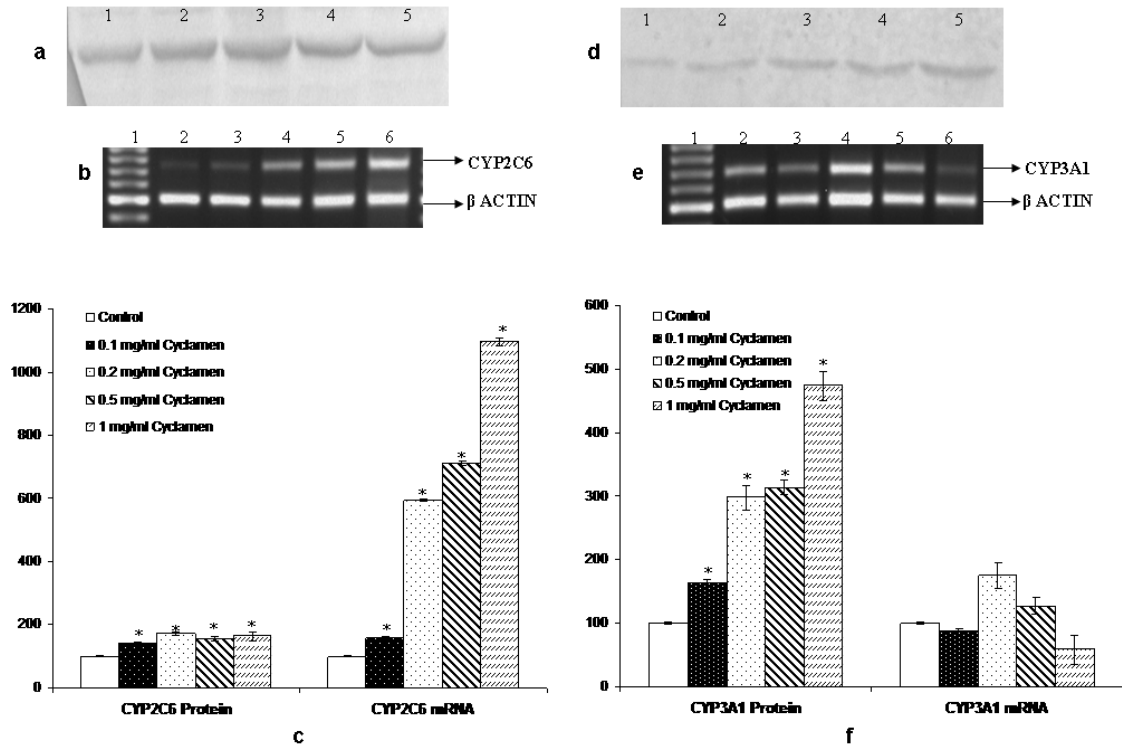 1 2 3 4 5
a
1 2 3 4 5 6
b
CYP2C6
β ACTIN
1200
1000
800
600
400
200
0
Control
0.1 mg/ml Cyclamen
0.2 mg/ml Cyclamen
0.5 mg/ml Cyclamen
1 mg/ml Cyclamen
* * * *
* * * *
CYP2C6 Protein
CYP2C6 mRNA
c
1 2 3 4 5
d
1 2 3 4 5 6
e
CYP3A1
β ACTIN
600
500
400
300
200
100
0
Control
0.1 mg/ml Cyclamen
0.2 mg/ml Cyclamen
0.5 mg/ml Cyclamen
1 mg/ml Cyclamen
* * * *
CYP3A1 Protein
CYP3A1 mRNA
f